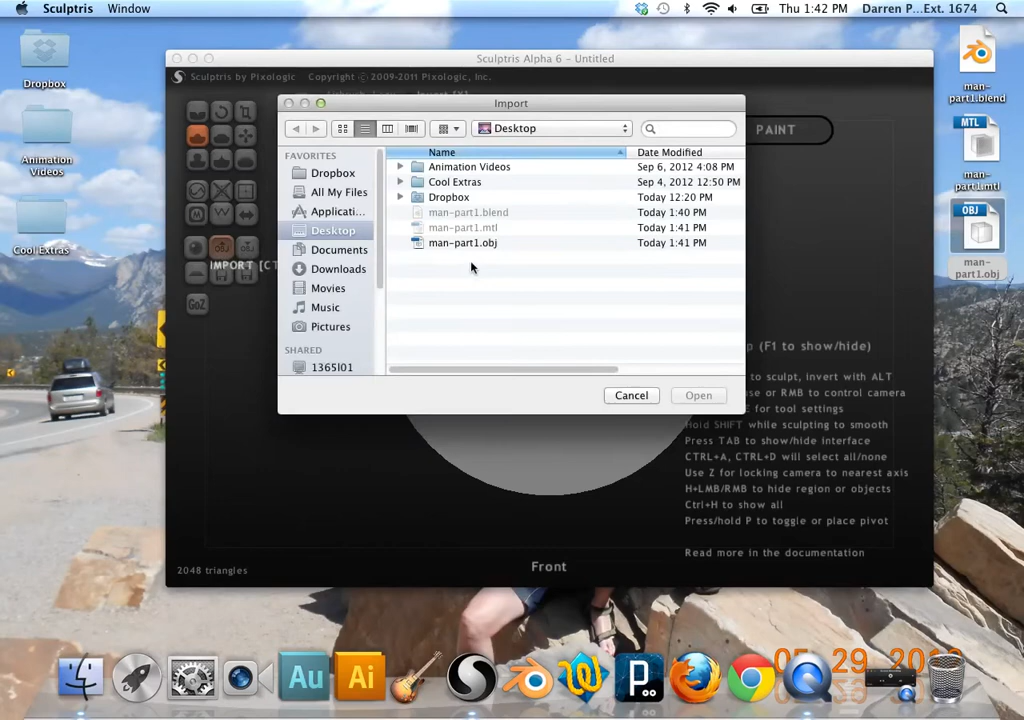 Sculptris Window Thu 1:42 PM Darren P...Ext. 1674
Sculptris Alpha 6 - Untitled
Sculptris by Pixologic Copyright © 2009-2011 Pixologic, Inc.
Import
Desktop
PAINT
FAVORITES
Dropbox
All My Files
Applicati...
Desktop
Documents
Downloads
Movies
Music
Pictures
SHARED
1365l01
Name Date Modified
Animation Videos Sep 6, 2012 4:08 PM
Cool Extras Sep 4, 2012 12:50 PM
Dropbox Today 12:20 PM
man-part1.blend Today 1:40 PM
man-part1.mtl Today 1:41 PM
man-part1.obj Today 1:41 PM
Cancel Open
IMPORT [CT
GoZ
(F1 to show/hide)
to sculpt, invert with ALT
use or RMB to control camera
E for tool settings
Hold SHIFT while sculpting to smooth
Press TAB to show/hide interface
CTRL+A, CTRL+D will select all/none
Use Z for locking camera to nearest axis
H+LMB/RMB to hide region or objects
Ctrl+H to show all
Press/hold P to toggle or place pivot
Read more in the documentation
2048 triangles
Front
Dropbox
Animation
Videos
Cool Extras
man-
part1.blend
MTL
man-
part1.mtl
OBJ
man-
part1.obj
Au
Ai
P..